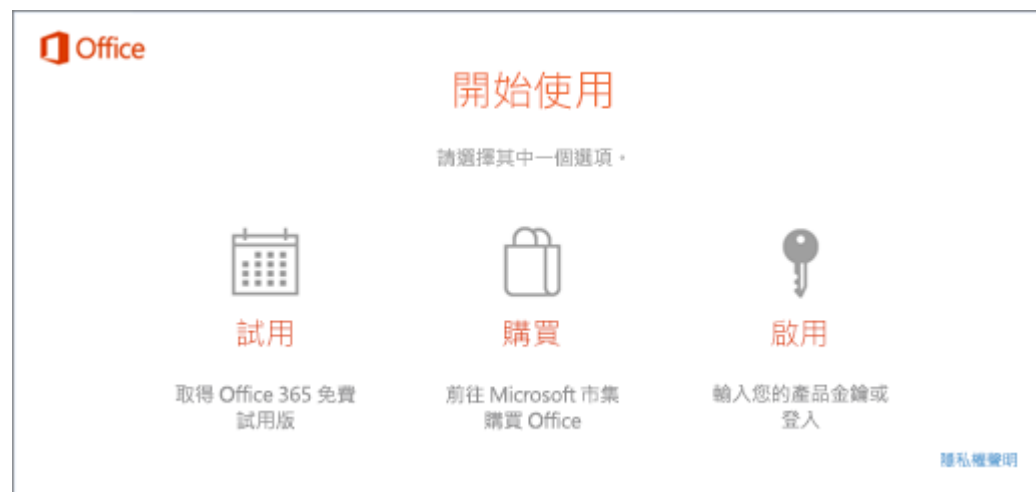 Office
開始使用
請選擇其中一個選項。
試用
購買
啟用
取得 Office 365 免費
試用版
前往 Microsoft 市集
購買 Office
輸入您的產品金鑰或
登入
隱私權聲明